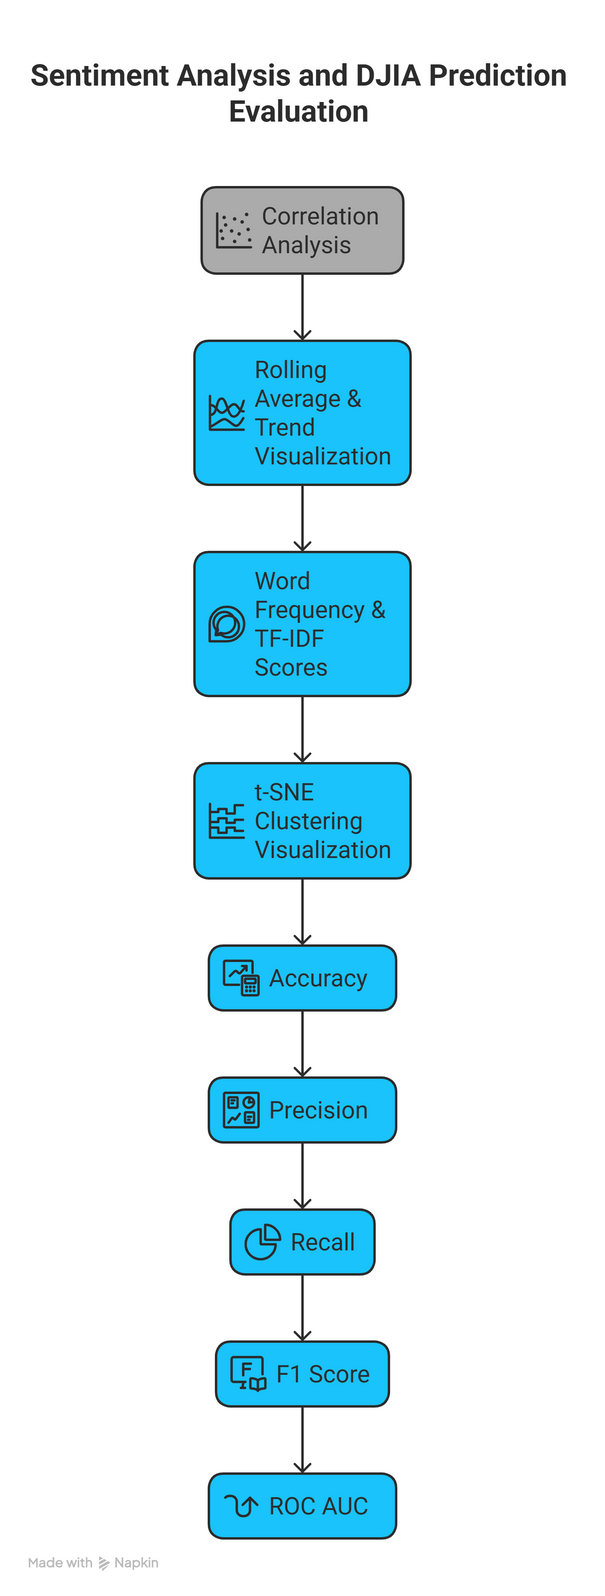 Sentiment Analysis and DJIA Prediction
Evaluation
Correlation
Analysis
Rolling
Average &
Trend
Visualization
Word
Frequency &
TF-IDF
Scores
t-SNE
Clustering
Visualization
Accuracy
Precision
Recall
F
F1 Score
ROC AUC
Made with Napkin